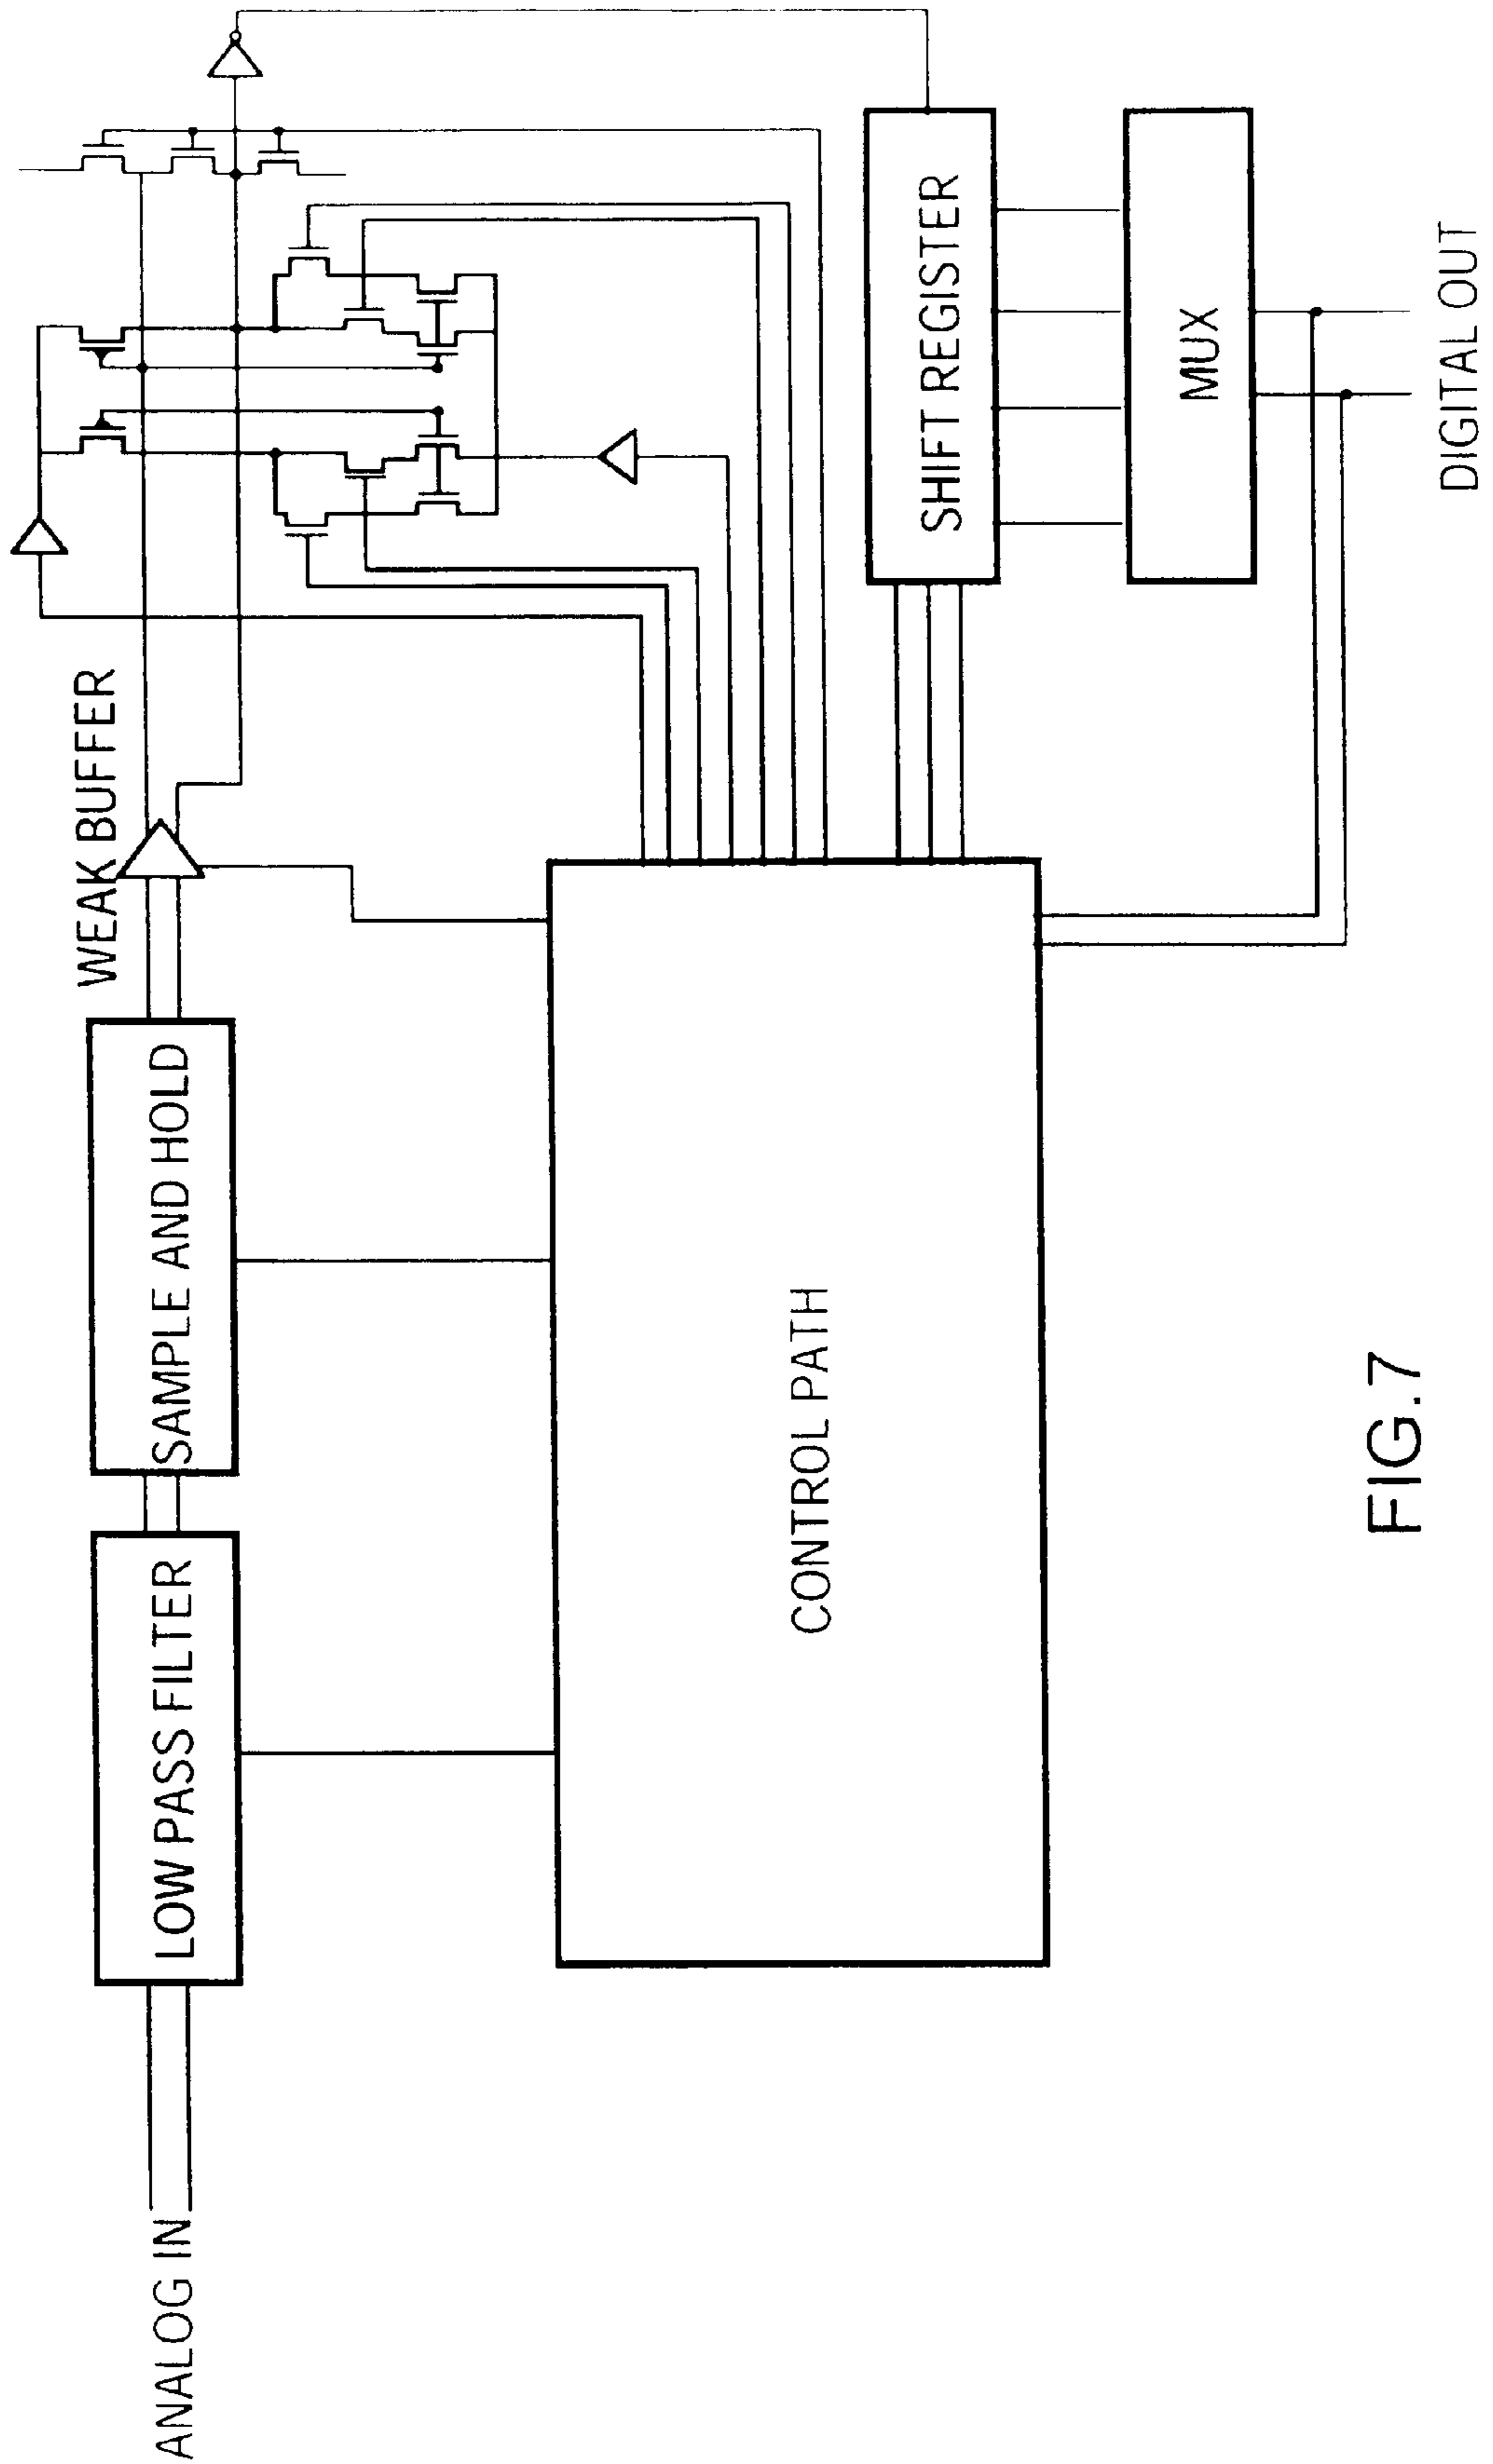 ANALOG IN
LOW PASS FILTER
SAMPLE AND HOLD
WEAK BUFFER
CONTROL PATH
SHIFT REGISTER
MUX
DIGITAL OUT
FIG.7